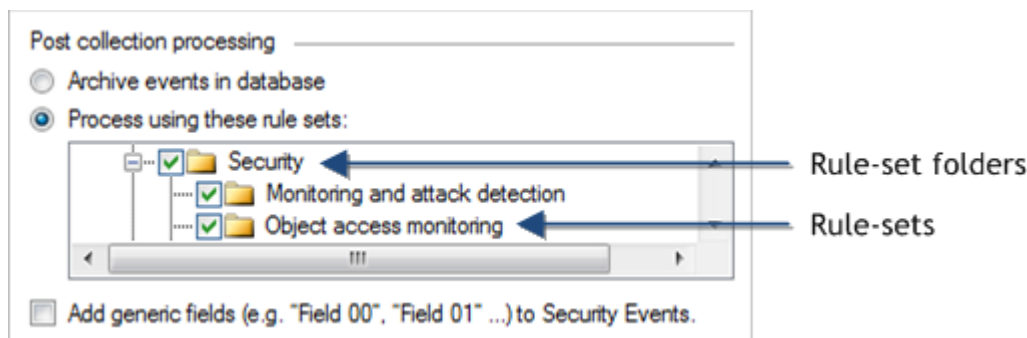 Post collection processing
Archive events in database
Process using these rule sets:
Security
Rule-set folders
Monitoring and attack detection
Object access monitoring
Rule-sets
Add generic fields (e.g. "Field 00", "Field 01" ...) to Security Events.